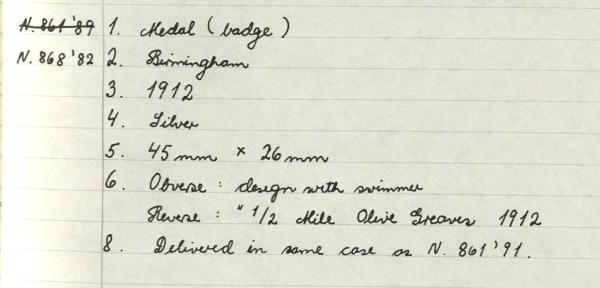 N. 861'89 1. Medal (badge)
N. 868'82 2. Birmingham
3. 1912
4. Silver
5. 45 mm × 26 mm
6. Obverse : design with swimmer
Reverse : " 1/2 Mile Olive Greaves 1912
8. Delivered in same case as N. 861'91.